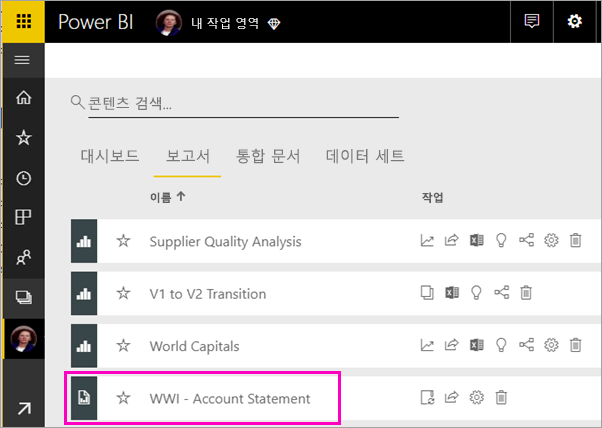 Power BI 내 작업 영역
콘텐츠 검색...
대시보드 보고서 통합 문서 데이터 세트
이름 작업
Supplier Quality Analysis
V1 to V2 Transition
World Capitals
WWI - Account Statement